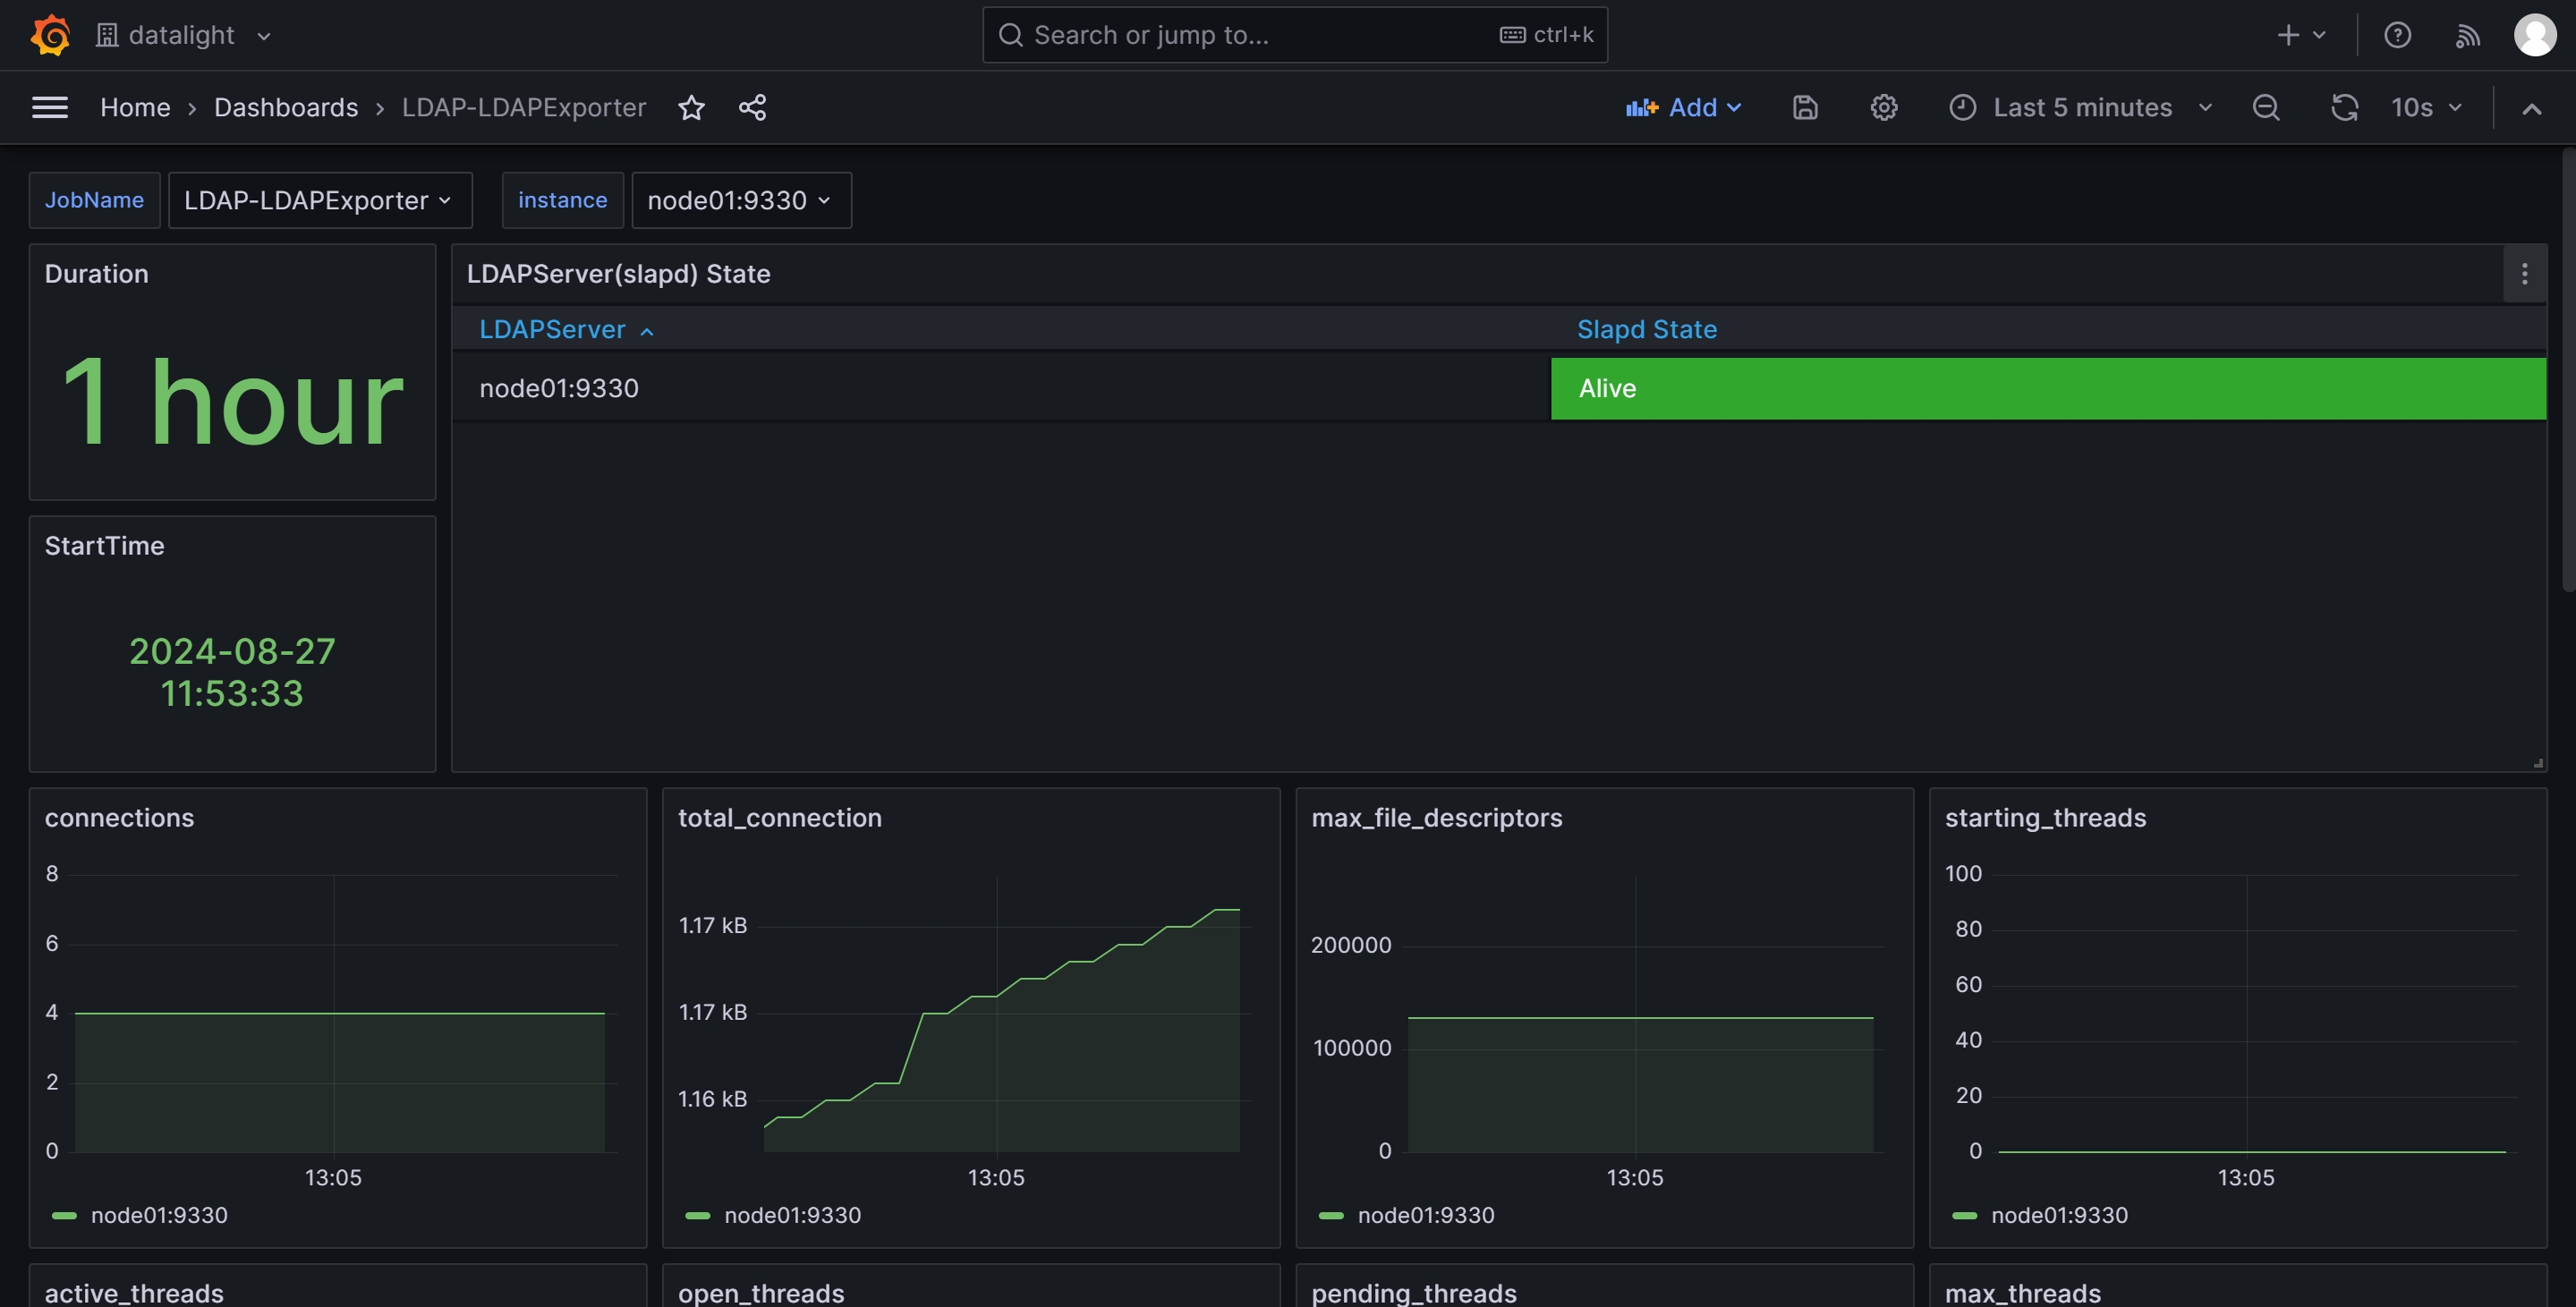 datalight
Search or jump to...
ctrl+k
Home › Dashboards › LDAP-LDAPExporter
Add
Last 5 minutes
10s
JobName
LDAP-LDAPExporter
instance
node01:9330
Duration
1 hour
LDAPServer(slapd) State
LDAPServer
Slapd State
node01:9330
Alive
StartTime
2024-08-27
11:53:33
connections
8
6
4
2
0
13:05
node01:9330
total_connection
1.17 kB
1.17 kB
1.16 kB
13:05
node01:9330
max_file_descriptors
200000
100000
0
13:05
node01:9330
starting_threads
100
80
60
40
20
0
13:05
node01:9330
active_threads
open_threads
pending_threads
max_threads